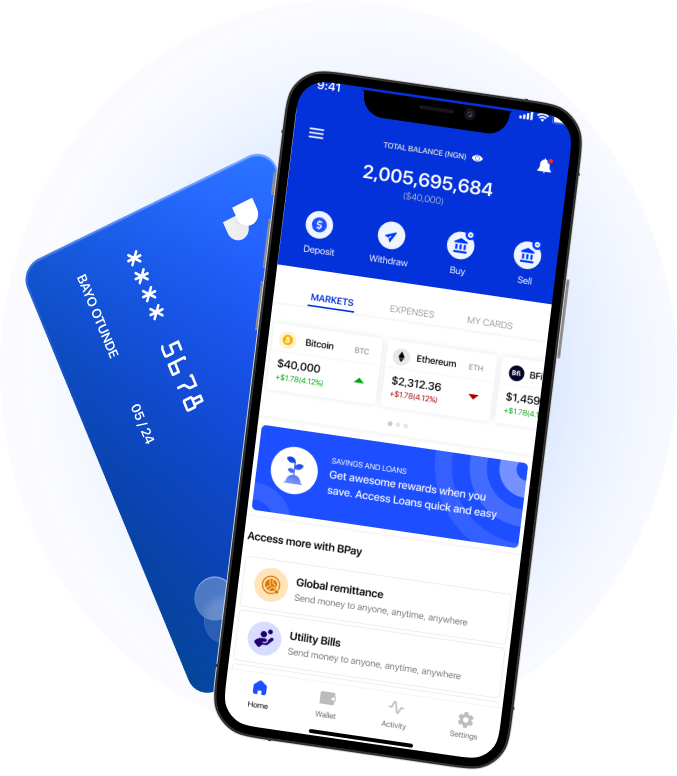 9:41
TOTAL BALANCE (NGN)
2,005,695,684
($40,000)
Deposit
Withdraw
Buy
Sell
MARKETS
EXPENSES
MY CARDS
Bitcoin BTC
$40,000
+$1.78(4.12%)
Ethereum ETH
$2,312.36
+$1.78(4.12%)
Bfi BFi
$1,459
+$1.78(4.1
SAVINGS AND LOANS
Get awesome rewards when you
save. Access Loans quick and easy
Access more with BPay
Global remittance
Send money to anyone, anytime, anywhere
Utility Bills
Send money to anyone, anytime, anywhere
Home
Wallet
Activity
Settings
**** 5678
BAYO OTUNDE
05/24